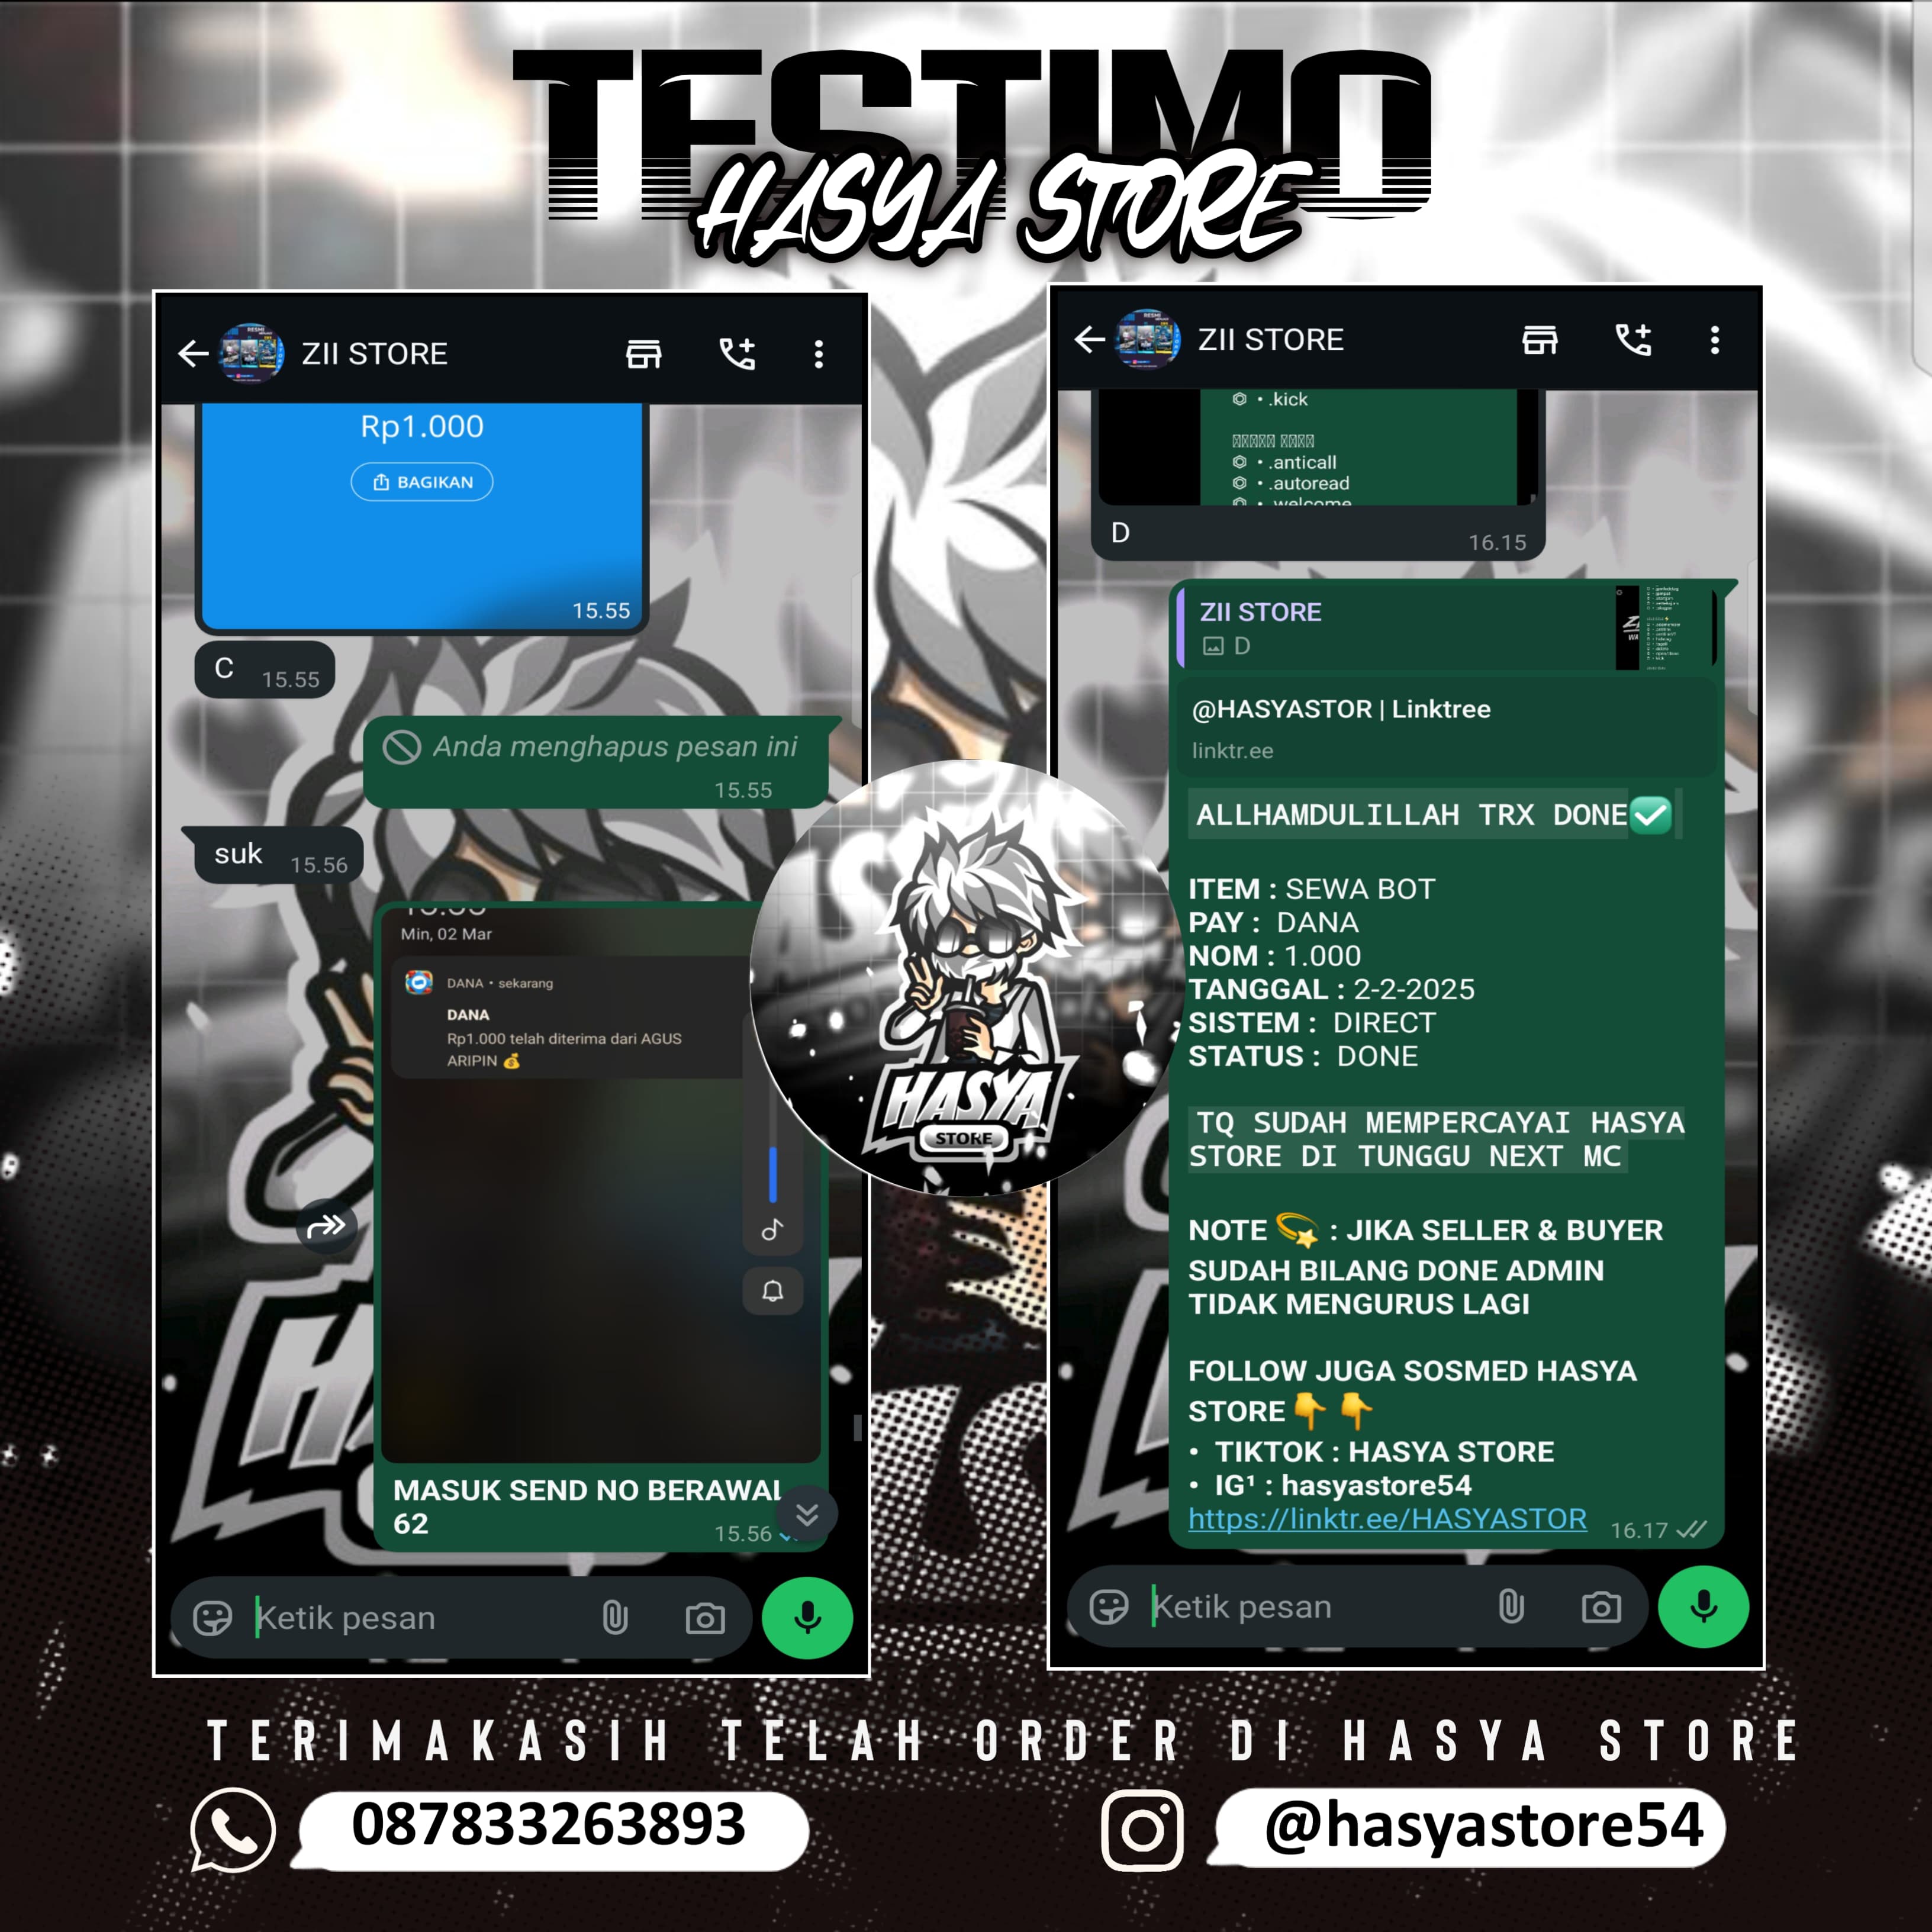 TESTIMO
HASYA STORE
ZII STORE
Rp1.000
BAGIKAN
15.55
C 15.55
Anda menghapus pesan ini
15.55
suk 15.56
Min, 02 Mar
DANA • sekarang
DANA
Rp1.000 telah diterima dari AGUS
ARIPIN 💰
MASUK SEND NO BERAWAL
62
15.56
Ketik pesan
HASYA
STORE
ZII STORE
• .kick
• .anticall
• .autoread
• .welcome
D
16.15
ZII STORE
D
@HASYASTOR | Linktree
linktr.ee
ALLHAMDULILLAH TRX DONE✅
ITEM : SEWA BOT
PAY : DANA
NOM : 1.000
TANGGAL : 2-2-2025
SISTEM : DIRECT
STATUS : DONE
TQ SUDAH MEMPERCAYAI HASYA
STORE DI TUNGGU NEXT MC
NOTE 💫 : JIKA SELLER & BUYER
SUDAH BILANG DONE ADMIN
TIDAK MENGURUS LAGI
FOLLOW JUGA SOSMED HASYA
STORE👇👇
• TIKTOK : HASYA STORE
• IG¹ : hasyastore54
https://linktr.ee/HASYASTOR
16.17
Ketik pesan
TERIMAKASIH TELAH ORDER DI HASYA STORE
087833263893
@hasyastore54